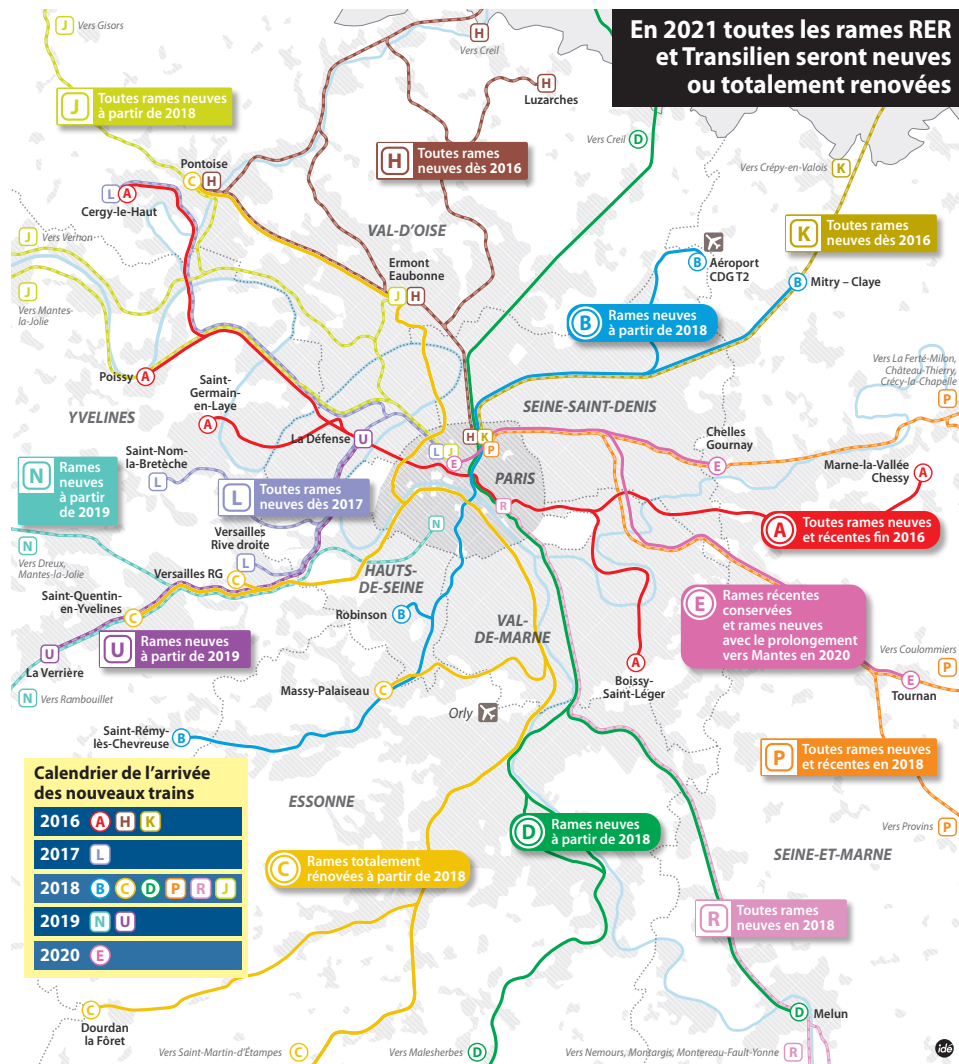 En 2021 toutes les rames RER
et Transilien seront neuves
ou totalement renovées
J
Vers Gisors
H
Vers Creil
H
Luzarches
J
Toutes rames neuves
à partir de 2018
Vers Creil
D
H
Toutes rames
neuves dès 2016
Vers Crépy-en-Valois
K
Pontoise
C
H
L
A
Cergy-le-Haut
K
Toutes rames
neuves dès 2016
VAL-D'OISE
J
Vers Vernon
B
Aéroport
CDG T2
Ermont
Eaubonne
J
H
B
Mitry – Claye
J
Vers Mantes-
la-Jolie
B
Rames neuves
à partir de 2018
Vers La Ferté-Milon,
Château-Thierry,
Crécy-la-Chapelle
P
Poissy
A
Saint-
Germain-
en-Laye
A
YVELINES
SEINE-SAINT-DENIS
La Défense
U
H
K
P
L
J
E
Chelles
Gournay
E
Marne-la-Vallée
Chessy
A
Saint-Nom-
la-Bretèche
L
N
Rames
neuves
à partir
de 2019
L
Toutes rames
neuves dès 2017
PARIS
R
N
A
Toutes rames neuves
et récentes fin 2016
Versailles
Rive droite
L
N
Vers Dreux,
Mantes-la-Jolie
Versailles RG
C
HAUTS-
DE-SEINE
Saint-Quentin-
en-Yvelines
C
Robinson
B
VAL-
DE-MARNE
E
Rames récentes
conservées
et rames neuves
avec le prolongement
vers Mantes en 2020
U
La Verrière
U
Rames neuves
à partir de 2019
Vers Coulommiers
P
A
Boissy-
Saint-Léger
E
Tournan
N
Vers Rambouillet
Massy-Palaiseau
C
Orly
Saint-Rémy-
lès-Chevreuse
B
P
Toutes rames neuves
et récentes en 2018
Calendrier de l'arrivée
des nouveaux trains
2016 A H K
2017 L
2018 B C D P R J
2019 N U
2020 E
ESSONNE
D
Rames neuves
à partir de 2018
Vers Provins
P
SEINE-ET-MARNE
C
Rames totalement
rénovées à partir de 2018
R
Toutes rames
neuves en 2018
C
Dourdan
la Fôret
D
Melun
Vers Saint-Martin-d'Étampes
C
Vers Malesherbes
D
Vers Nemours, Montargis, Montereau-Fault-Yonne
R
idé